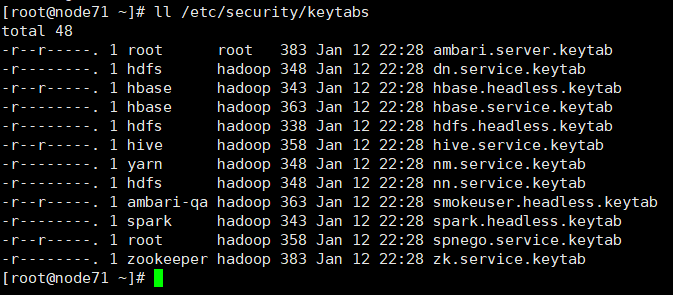 [root@node71 ~]# ll /etc/security/keytabs
total 48
-r--r-----. 1 root      root   383 Jan 12 22:28 ambari.server.keytab
-r--------. 1 hdfs      hadoop 348 Jan 12 22:28 dn.service.keytab
-r--r-----. 1 hbase     hadoop 343 Jan 12 22:28 hbase.headless.keytab
-r--------. 1 hbase     hadoop 363 Jan 12 22:28 hbase.service.keytab
-r--------. 1 hdfs      hadoop 338 Jan 12 22:28 hdfs.headless.keytab
-r--r-----. 1 hive      hadoop 358 Jan 12 22:28 hive.service.keytab
-r--------. 1 yarn      hadoop 348 Jan 12 22:28 nm.service.keytab
-r--------. 1 hdfs      hadoop 348 Jan 12 22:28 nn.service.keytab
-r--r-----. 1 ambari-qa hadoop 363 Jan 12 22:28 smokeuser.headless.keytab
-r--------. 1 spark     hadoop 343 Jan 12 22:28 spark.headless.keytab
-r--r-----. 1 root      hadoop 358 Jan 12 22:28 spnego.service.keytab
-r--------. 1 zookeeper hadoop 383 Jan 12 22:28 zk.service.keytab
[root@node71 ~]#